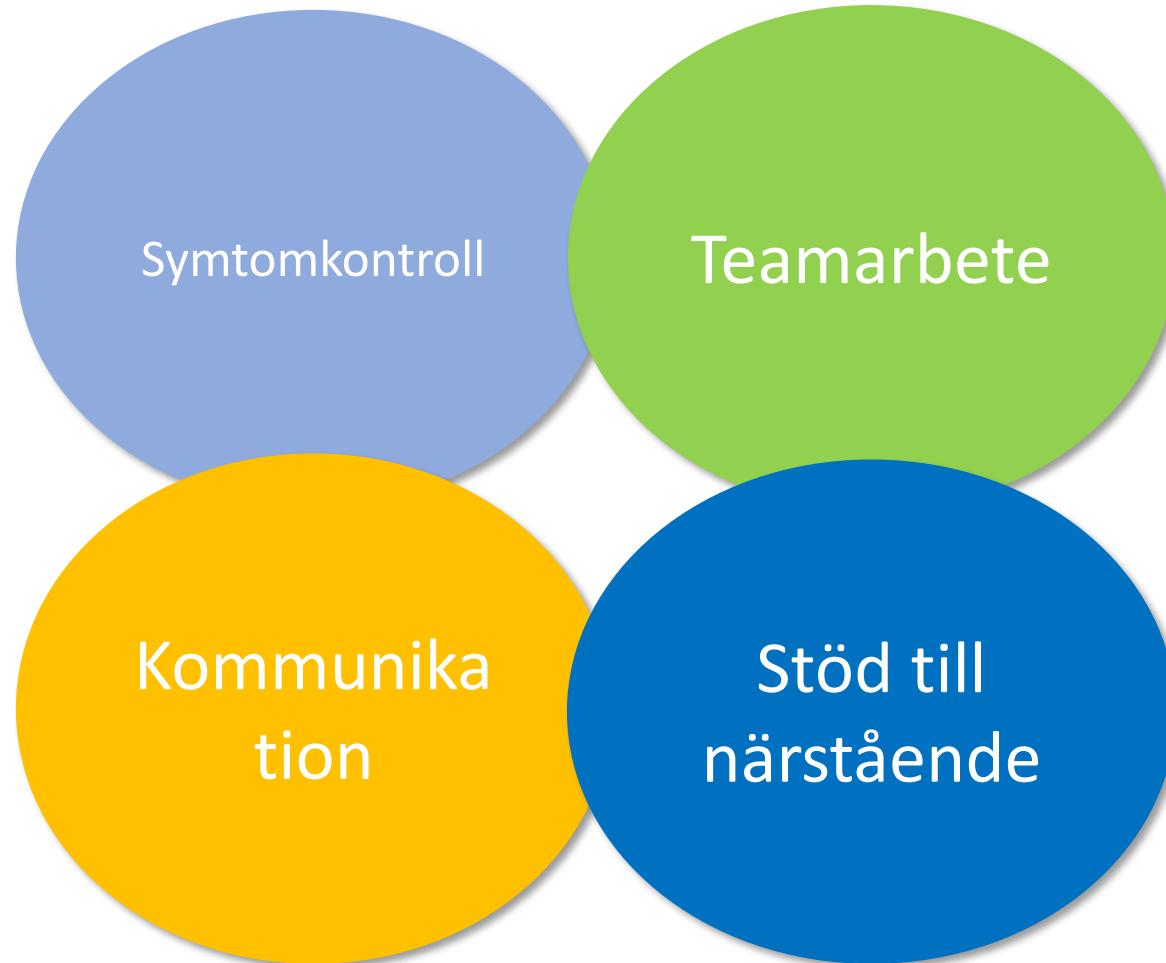 Symtomkontroll
Teamarbete
Kommunika
tion
Stöd till
närstående